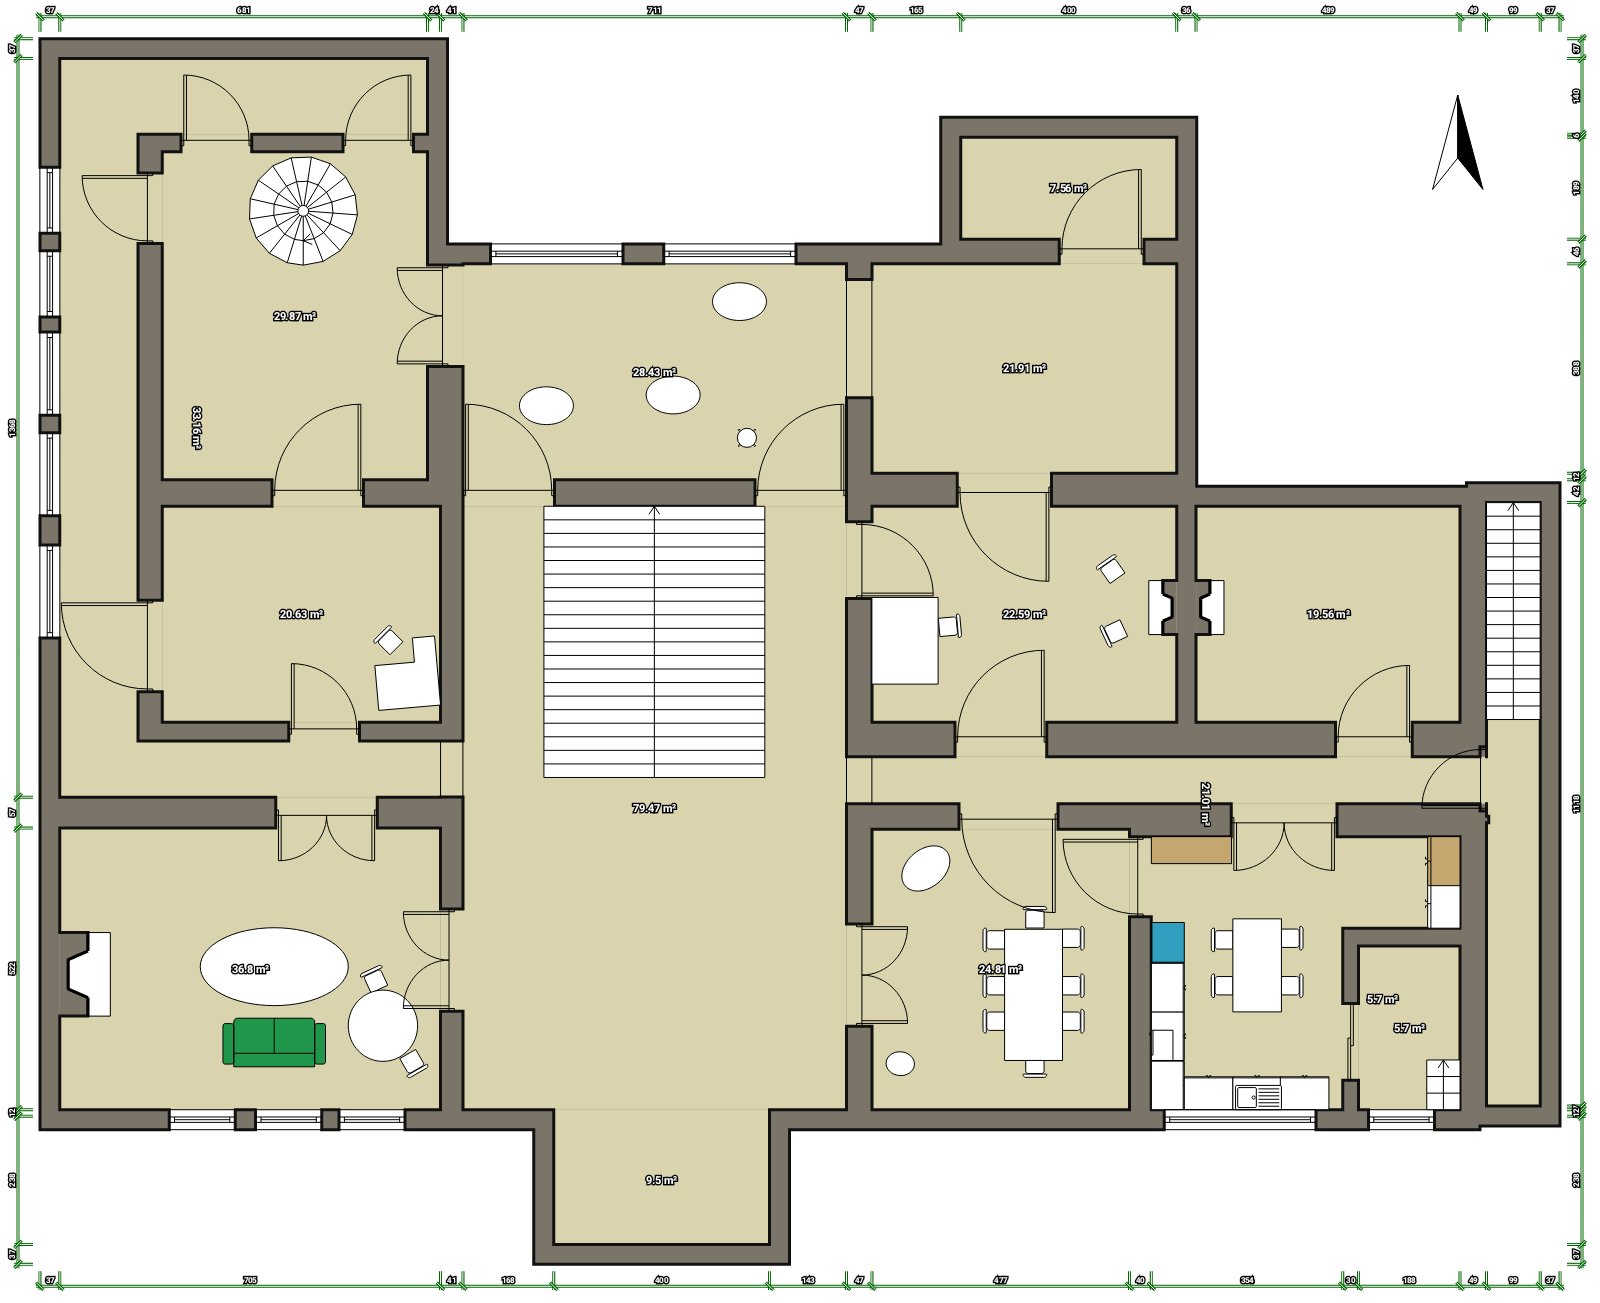 37 681 24 41 711 47 165 400 36 489 49 99 37
37
37
140
6
189
7.56 m²
46
29.87 m²
28.43 m²
21.91 m²
388
33.16 m²
1368
12
42
20.63 m²
22.59 m²
19.56 m²
79.47 m²
21.01 m²
57
1118
36.8 m²
24.81 m²
522
5.7 m²
5.7 m²
12
127
9.5 m²
238
238
37
37
37 705 41 168 400 143 47 477 40 354 30 188 49 99 37